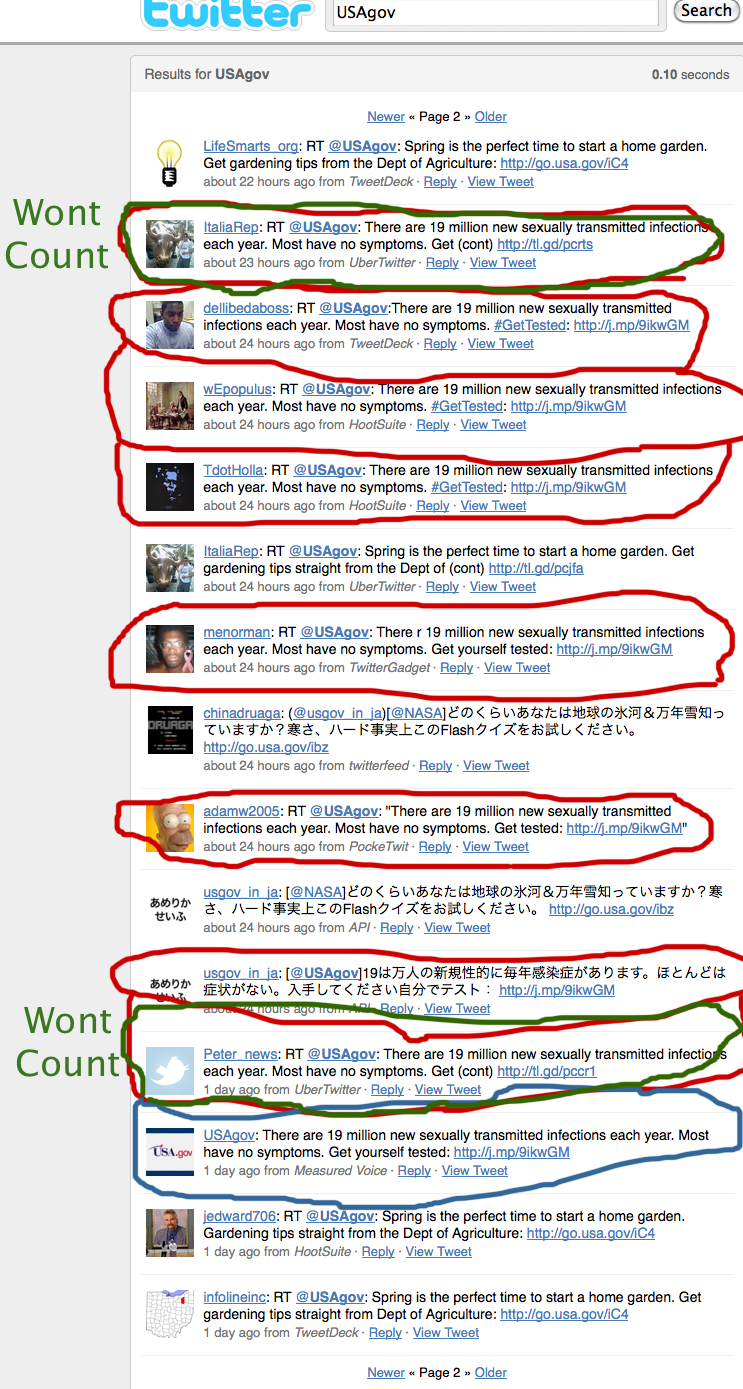 twitter
USAgov
Search
Results for USAgov
0.10 seconds
Newer « Page 2 » Older
LifeSmarts_org: RT @USAgov: Spring is the perfect time to start a home garden.
Get gardening tips from the Dept of Agriculture: http://go.usa.gov/iC4
about 22 hours ago from TweetDeck · Reply · View Tweet
Wont
Count
ItaliaRep: RT @USAgov: There are 19 million new sexually transmitted infections
each year. Most have no symptoms. Get (cont) http://tl.gd/pcrts
about 23 hours ago from UberTwitter · Reply · View Tweet
dellibedaboss: RT @USAgov:There are 19 million new sexually transmitted
infections each year. Most have no symptoms. #GetTested: http://j.mp/9ikwGM
about 24 hours ago from TweetDeck · Reply · View Tweet
wEpopulus: RT @USAgov: There are 19 million new sexually transmitted infections
each year. Most have no symptoms. #GetTested: http://j.mp/9ikwGM
about 24 hours ago from HootSuite · Reply · View Tweet
TdotHolla: RT @USAgov: There are 19 million new sexually transmitted infections
each year. Most have no symptoms. #GetTested: http://j.mp/9ikwGM
about 24 hours ago from HootSuite · Reply · View Tweet
ItaliaRep: RT @USAgov: Spring is the perfect time to start a home garden. Get
gardening tips straight from the Dept of (cont) http://tl.gd/pcjfa
about 24 hours ago from UberTwitter · Reply · View Tweet
menorman: RT @USAgov: There r 19 million new sexually transmitted infections
each year. Most have no symptoms. Get yourself tested: http://j.mp/9ikwGM
about 24 hours ago from TwitterGadget · Reply · View Tweet
DRUAGA
chinadruaga: (@usgov_in_ja)[@NASA]どのくらいあなたは地球の氷河＆万年雪知っ
ていますか？寒さ、ハード事実上このFlashクイズをお試しください。
http://go.usa.gov/ibz
about 24 hours ago from twitterfeed · Reply · View Tweet
adamw2005: RT @USAgov: "There are 19 million new sexually transmitted
infections each year. Most have no symptoms. Get tested: http://j.mp/9ikwGM"
about 24 hours ago from PockeTwit · Reply · View Tweet
あめりか
せいふ
usgov_in_ja: [@NASA]どのくらいあなたは地球の氷河＆万年雪知っていますか？寒
さ、ハード事実上このFlashクイズをお試しください。 http://go.usa.gov/ibz
about 24 hours ago from API · Reply · View Tweet
あめりか
せいふ
usgov_in_ja: [@USAgov]19は万人の新規性的に毎年感染症があります。ほとんどは
症状がない。入手してください自分でテスト： http://j.mp/9ikwGM
about 24 hours ago from API · Reply · View Tweet
Wont
Count
Peter_news: RT @USAgov: There are 19 million new sexually transmitted infections
each year. Most have no symptoms. Get (cont) http://tl.gd/pccr1
1 day ago from UberTwitter · Reply · View Tweet
USA.gov
USAgov: There are 19 million new sexually transmitted infections each year. Most
have no symptoms. Get yourself tested: http://j.mp/9ikwGM
1 day ago from Measured Voice · Reply · View Tweet
jedward706: RT @USAgov: Spring is the perfect time to start a home garden.
Gardening tips straight from the Dept of Agriculture: http://go.usa.gov/iC4
1 day ago from HootSuite · Reply · View Tweet
infolineinc: RT @USAgov: Spring is the perfect time to start a home garden. Get
gardening tips straight from Dept of Agriculture: http://go.usa.gov/iC4
1 day ago from TweetDeck · Reply · View Tweet
Newer « Page 2 » Older